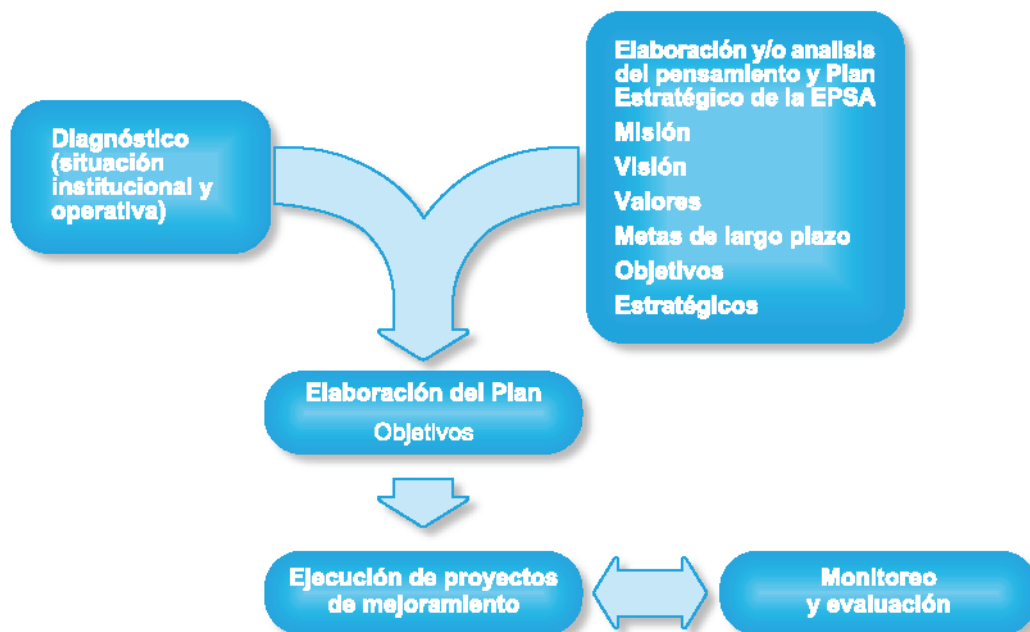 Diagnóstico
(situación
institucional y
operativa)
Elaboración y/o analisis
del pensamiento y Plan
Estratégico de la EPSA
Misión
Visión
Valores
Metas de largo plazo
Objetivos
Estratégicos
Elaboración del Plan
Objetivos
Ejecución de proyectos
de mejoramiento
Monitoreo
y evaluación